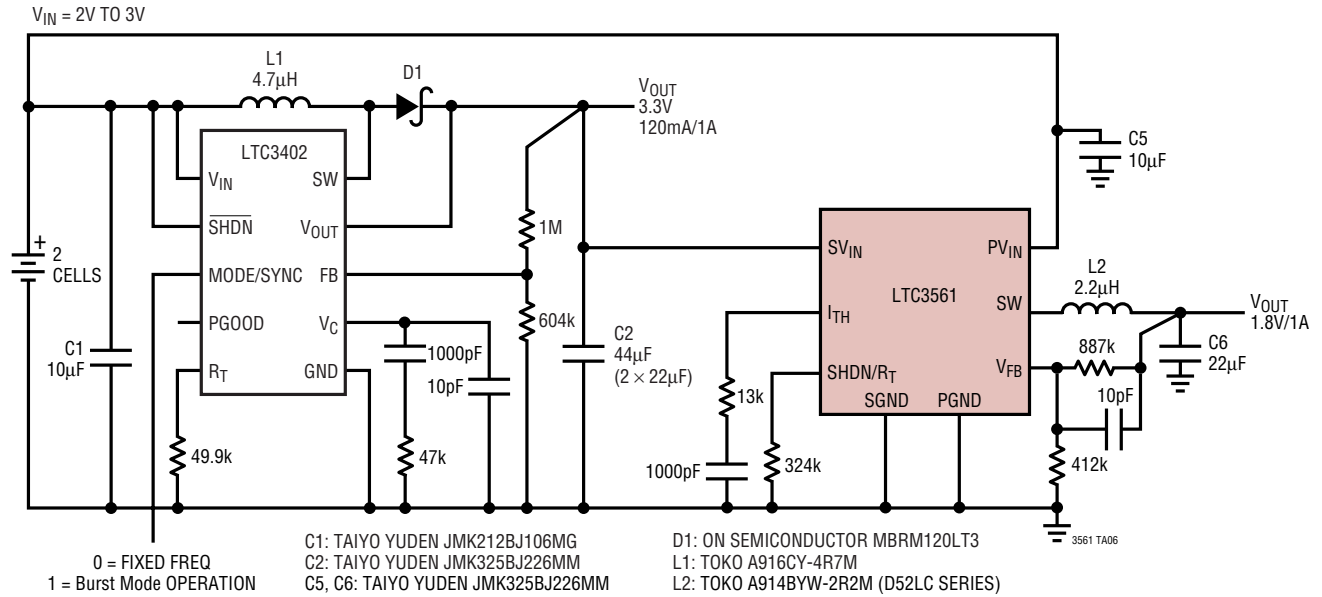 V_IN = 2V TO 3V
L1
4.7µH
D1
V_OUT
3.3V
120mA/1A
LTC3402
V_IN
SW
SHDN
V_OUT
MODE/SYNC
FB
PGOOD
V_C
R_T
GND
+
2
CELLS
C1
10µF
49.9k
1000pF
10pF
47k
1M
604k
C2
44µF
(2 × 22µF)
SV_IN
PV_IN
LTC3561
I_TH
SW
SHDN/R_T
V_FB
SGND
PGND
C5
10µF
L2
2.2µH
V_OUT
1.8V/1A
887k
C6
22µF
10pF
412k
13k
1000pF
324k
3561 TA06
0 = FIXED FREQ
1 = Burst Mode OPERATION
C1: TAIYO YUDEN JMK212BJ106MG
C2: TAIYO YUDEN JMK325BJ226MM
C5, C6: TAIYO YUDEN JMK325BJ226MM
D1: ON SEMICONDUCTOR MBRM120LT3
L1: TOKO A916CY-4R7M
L2: TOKO A914BYW-2R2M (D52LC SERIES)